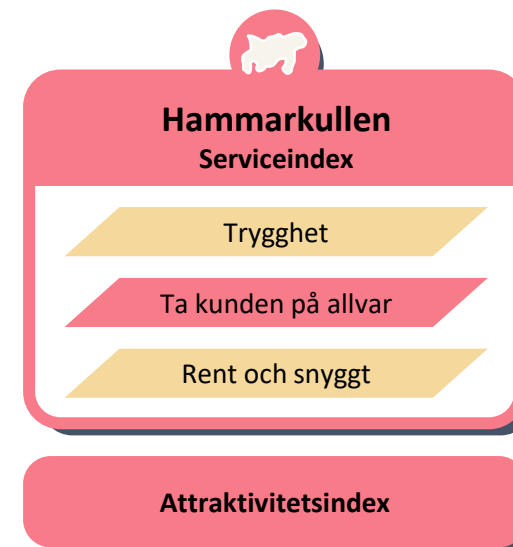 Hammarkullen
Serviceindex
Trygghet
Ta kunden på allvar
Rent och snyggt
Attraktivitetsindex